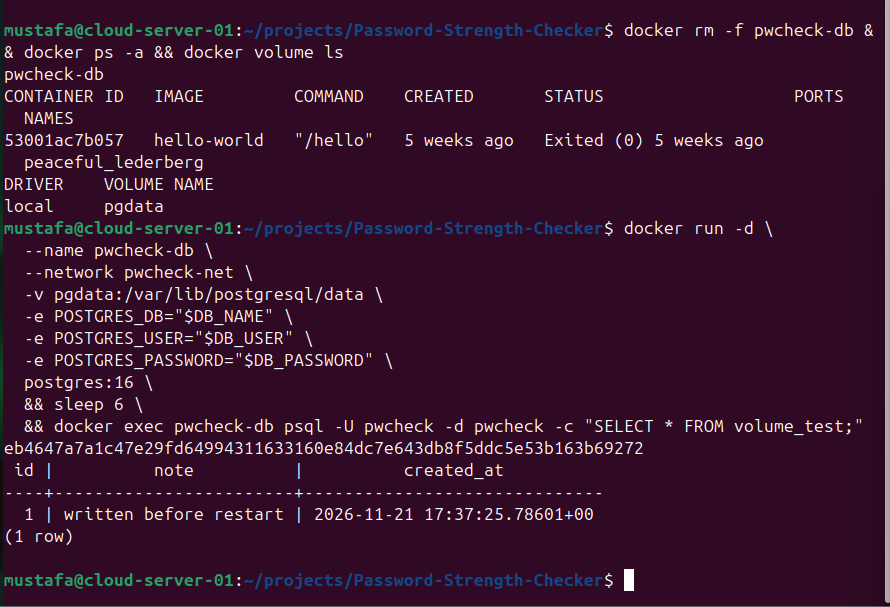 mustafa@cloud-server-01:~/projects/Password-Strength-Checker$ docker rm -f pwcheck-db &
& docker ps -a && docker volume ls
pwcheck-db
CONTAINER ID   IMAGE         COMMAND    CREATED       STATUS                   PORTS
  NAMES
53001ac7b057   hello-world   "/hello"   5 weeks ago   Exited (0) 5 weeks ago
  peaceful_lederberg
DRIVER    VOLUME NAME
local     pgdata
mustafa@cloud-server-01:~/projects/Password-Strength-Checker$ docker run -d \
  --name pwcheck-db \
  --network pwcheck-net \
  -v pgdata:/var/lib/postgresql/data \
  -e POSTGRES_DB="$DB_NAME" \
  -e POSTGRES_USER="$DB_USER" \
  -e POSTGRES_PASSWORD="$DB_PASSWORD" \
  postgres:16 \
  && sleep 6 \
  && docker exec pwcheck-db psql -U pwcheck -d pwcheck -c "SELECT * FROM volume_test;"
eb4647a7a1c47e29fd64994311633160e84dc7e643db8f5ddc5e53b163b69272
 id |          note          |          created_at
----+------------------------+------------------------------
  1 | written before restart | 2026-11-21 17:37:25.78601+00
(1 row)
mustafa@cloud-server-01:~/projects/Password-Strength-Checker$